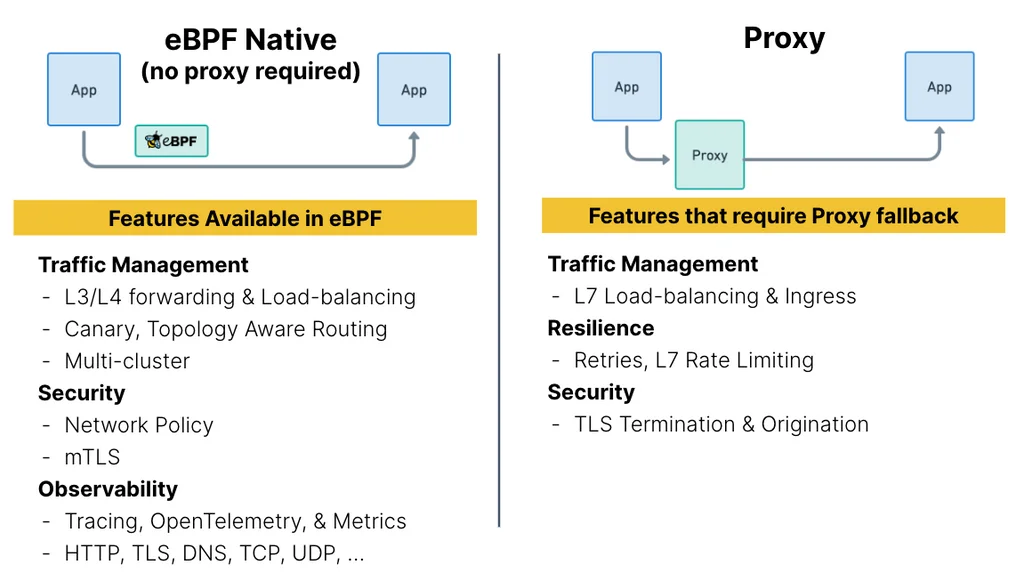 eBPF Native
(no proxy required)
App
App
eBPF
Features Available in eBPF
Traffic Management
- L3/L4 forwarding & Load-balancing
- Canary, Topology Aware Routing
- Multi-cluster
Security
- Network Policy
- mTLS
Observability
- Tracing, OpenTelemetry, & Metrics
- HTTP, TLS, DNS, TCP, UDP, ...
Proxy
App
App
Proxy
Features that require Proxy fallback
Traffic Management
- L7 Load-balancing & Ingress
Resilience
- Retries, L7 Rate Limiting
Security
- TLS Termination & Origination